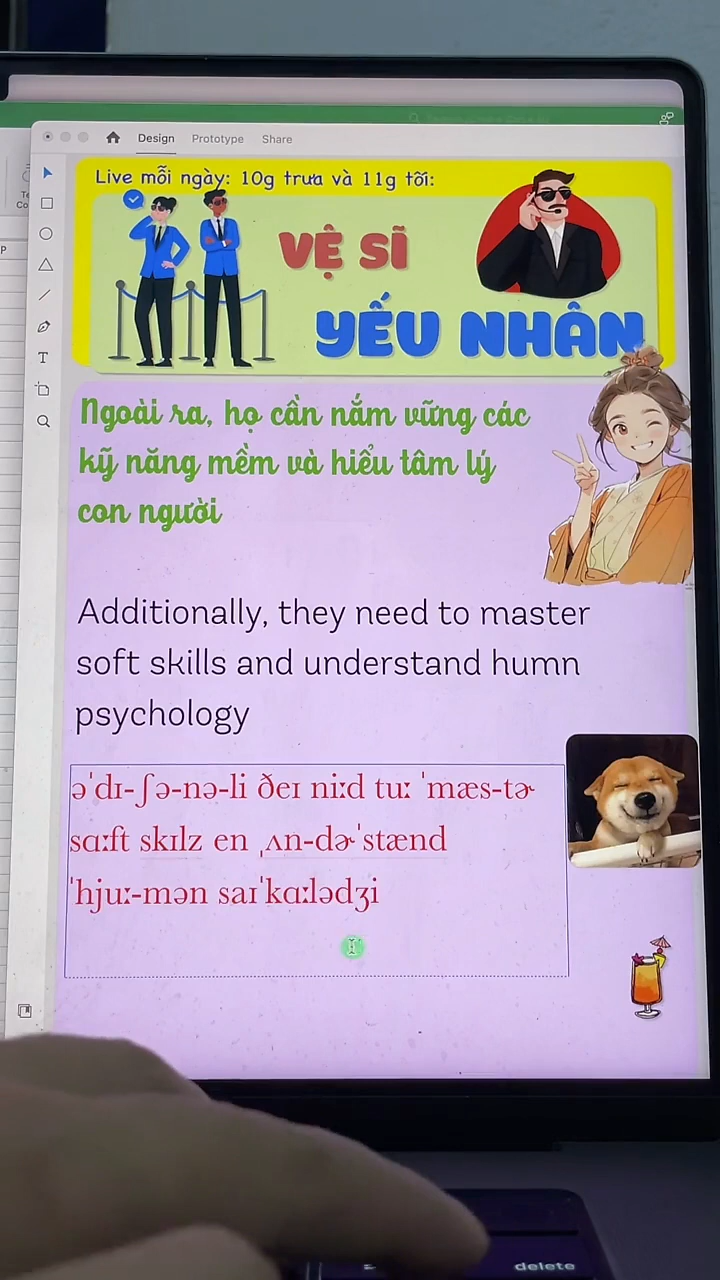 Design Prototype Share
Live mỗi ngày: 10g trưa và 11g tối:
VỆ SĨ
YẾU NHÂN
Ngoài ra, họ cần nắm vững các
kỹ năng mềm và hiểu tâm lý
con người
Additionally, they need to master
soft skills and understand humn
psychology
əˈdɪ-ʃə-nə-li ðeɪ niːd tuː ˈmæs-tɚ
sɑːft skɪlz en ˌʌn-dɚˈstænd
ˈhjuː-mən saɪˈkɑːlədʒi
delete